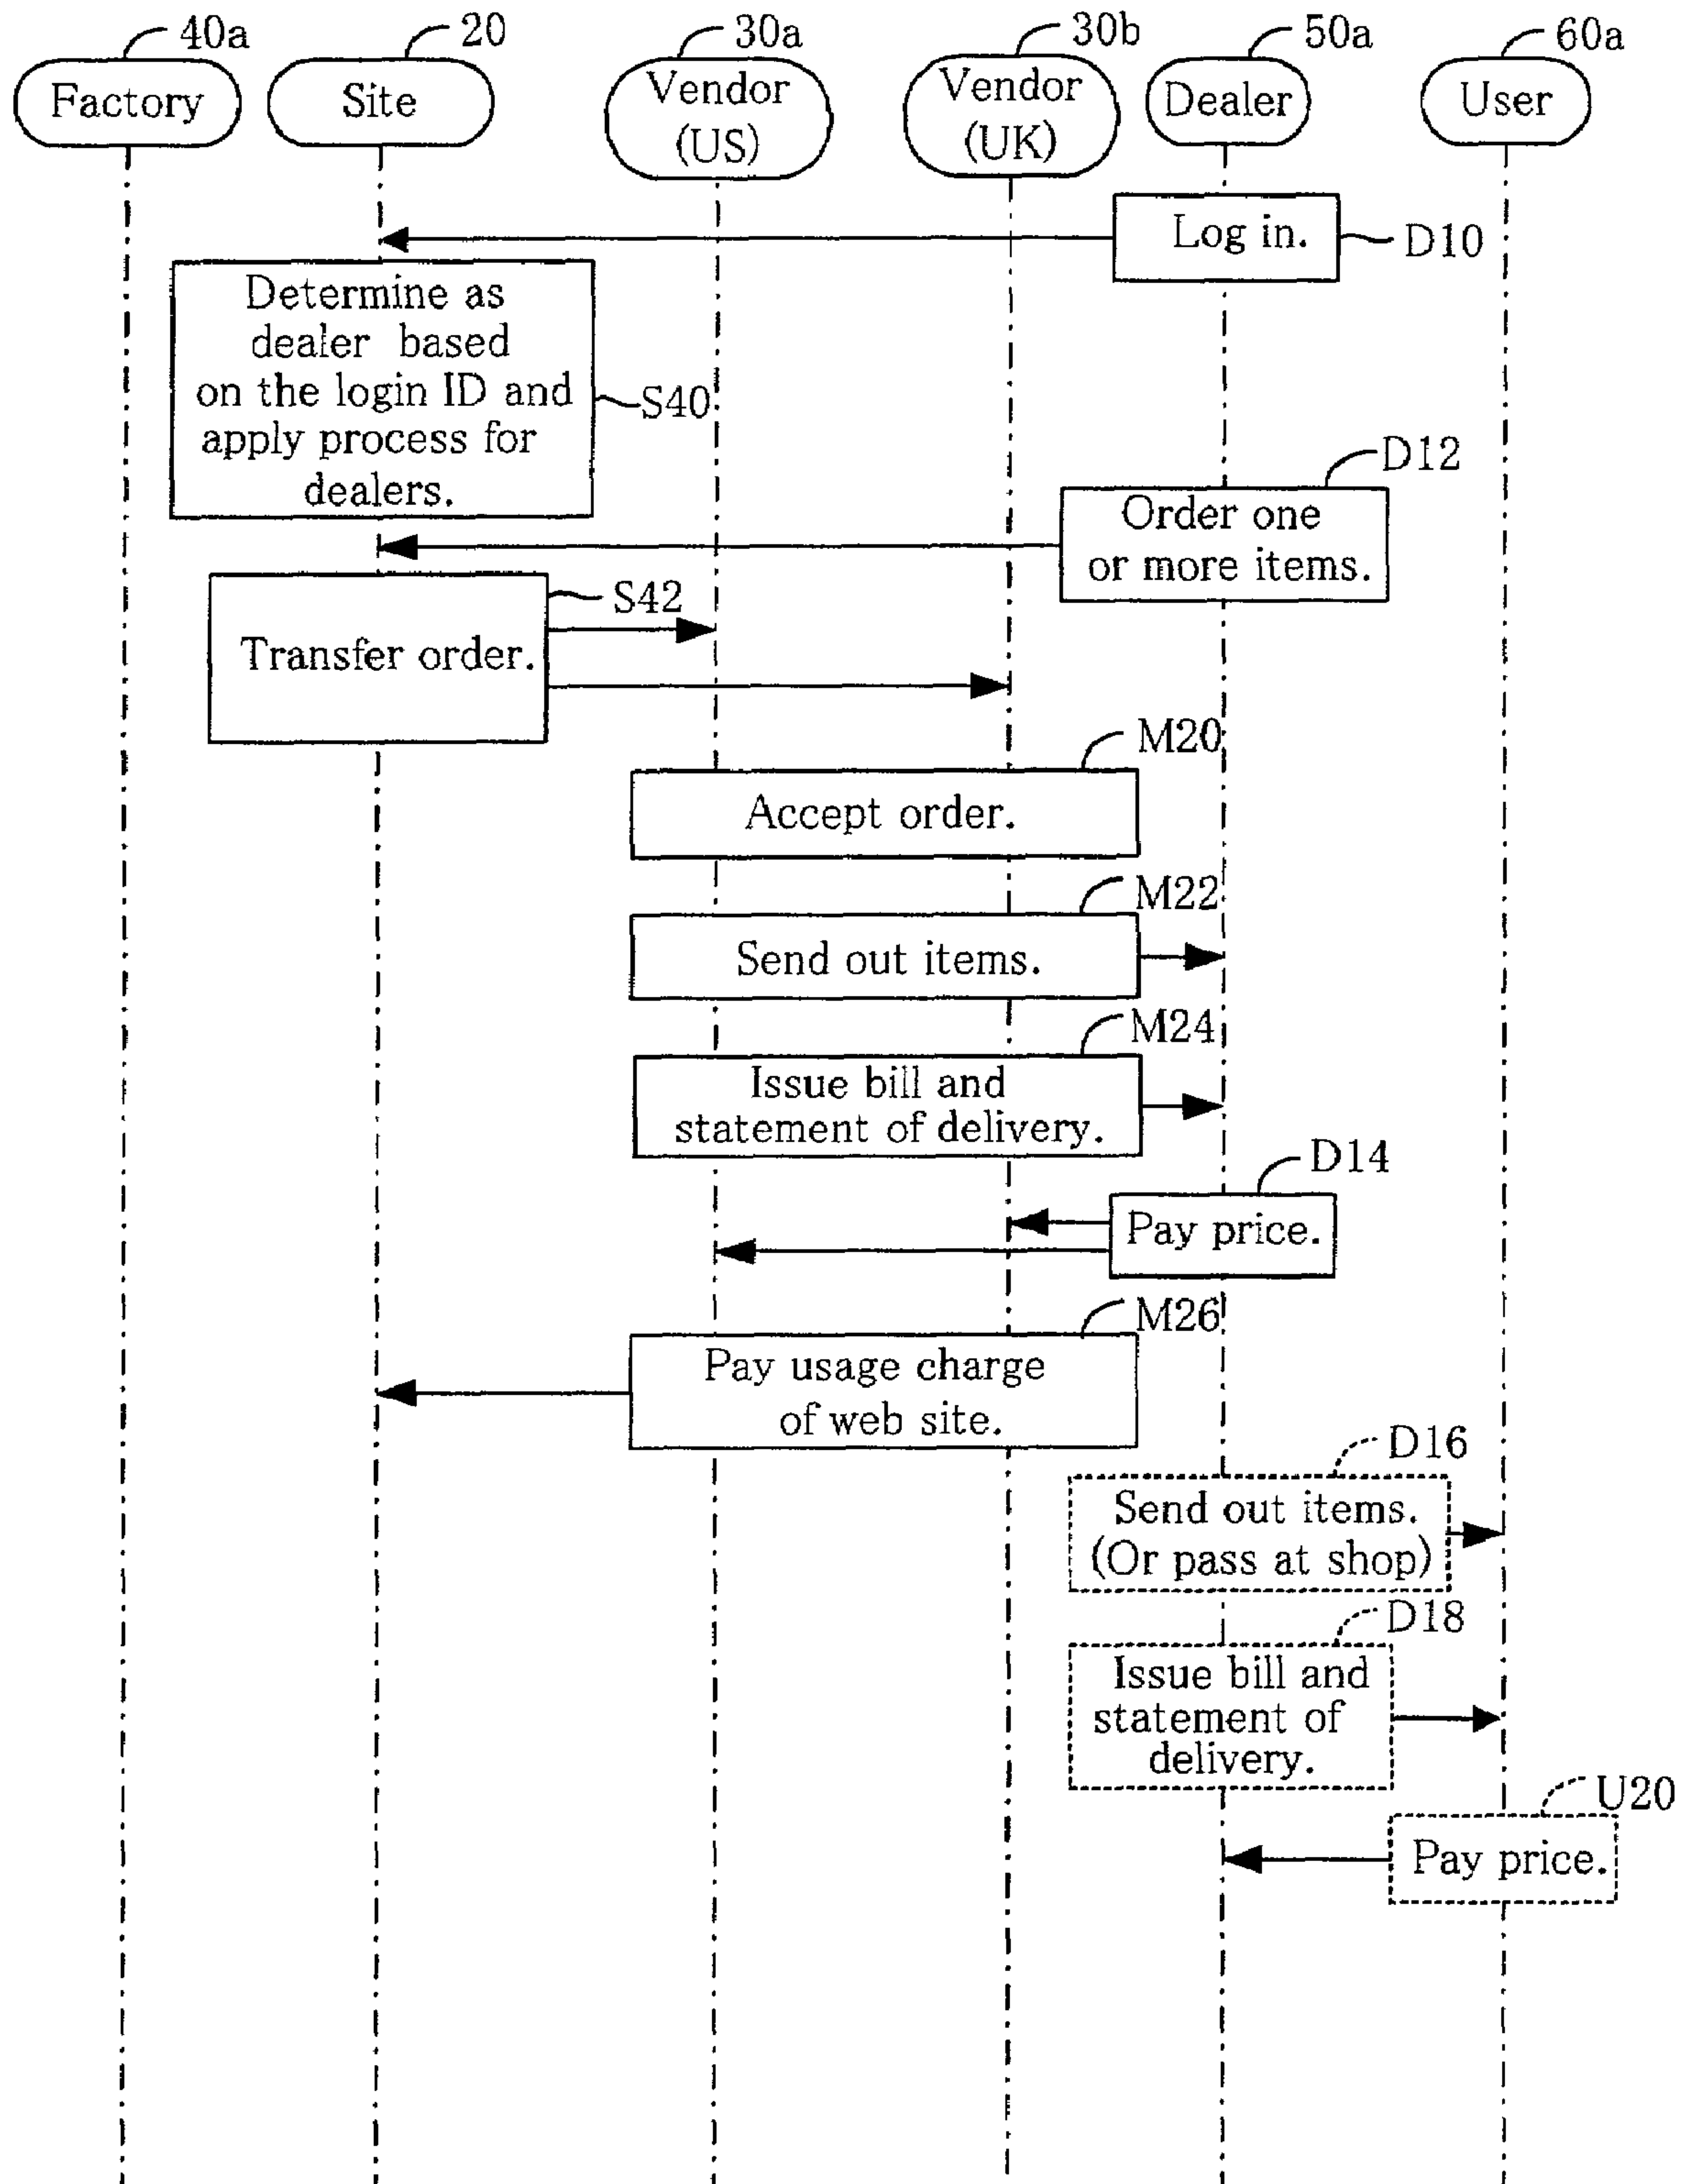 40a
20
30a
30b
50a
60a
Factory
Site
Vendor
(US)
Vendor
(UK)
Dealer
User
Log in.
D10
Determine as
dealer based
on the login ID and
apply process for
dealers.
S40
D12
Order one
or more items.
S42
Transfer order.
M20
Accept order.
M22
Send out items.
M24
Issue bill and
statement of delivery.
D14
Pay price.
M26
Pay usage charge
of web site.
D16
Send out items.
(Or pass at shop)
D18
Issue bill and
statement of
delivery.
U20
Pay price.